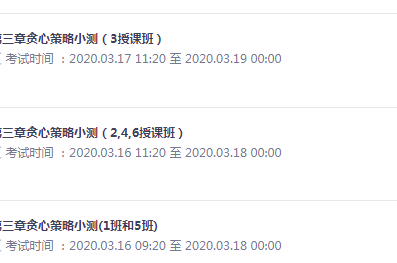 第三章贪心策略小测（3授课班）
考试时间 ：2020.03.17 11:20 至 2020.03.19 00:00
第三章贪心策略小测（2,4,6授课班）
考试时间 ：2020.03.16 11:20 至 2020.03.18 00:00
第三章贪心策略小测(1班和5班)
考试时间 ：2020.03.16 09:20 至 2020.03.18 00:00